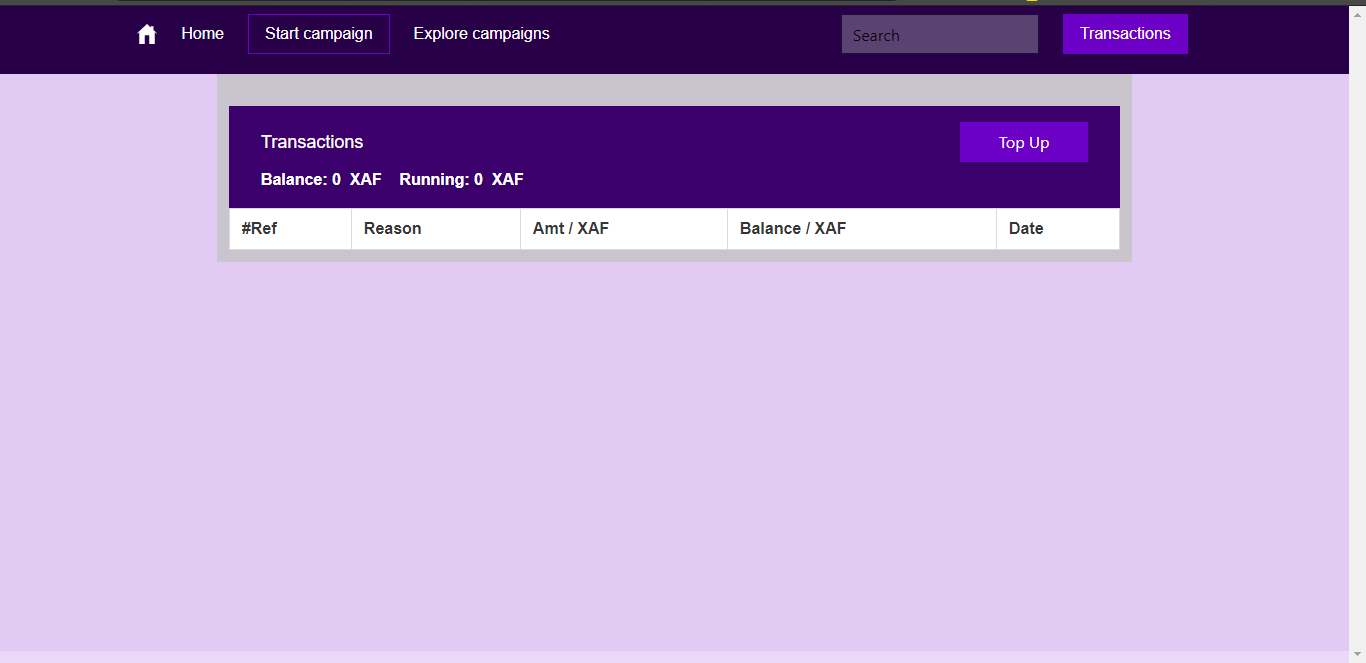 Home Start campaign Explore campaigns Search Transactions
Transactions Top Up
Balance: 0 XAF Running: 0 XAF
#Ref Reason Amt / XAF Balance / XAF Date